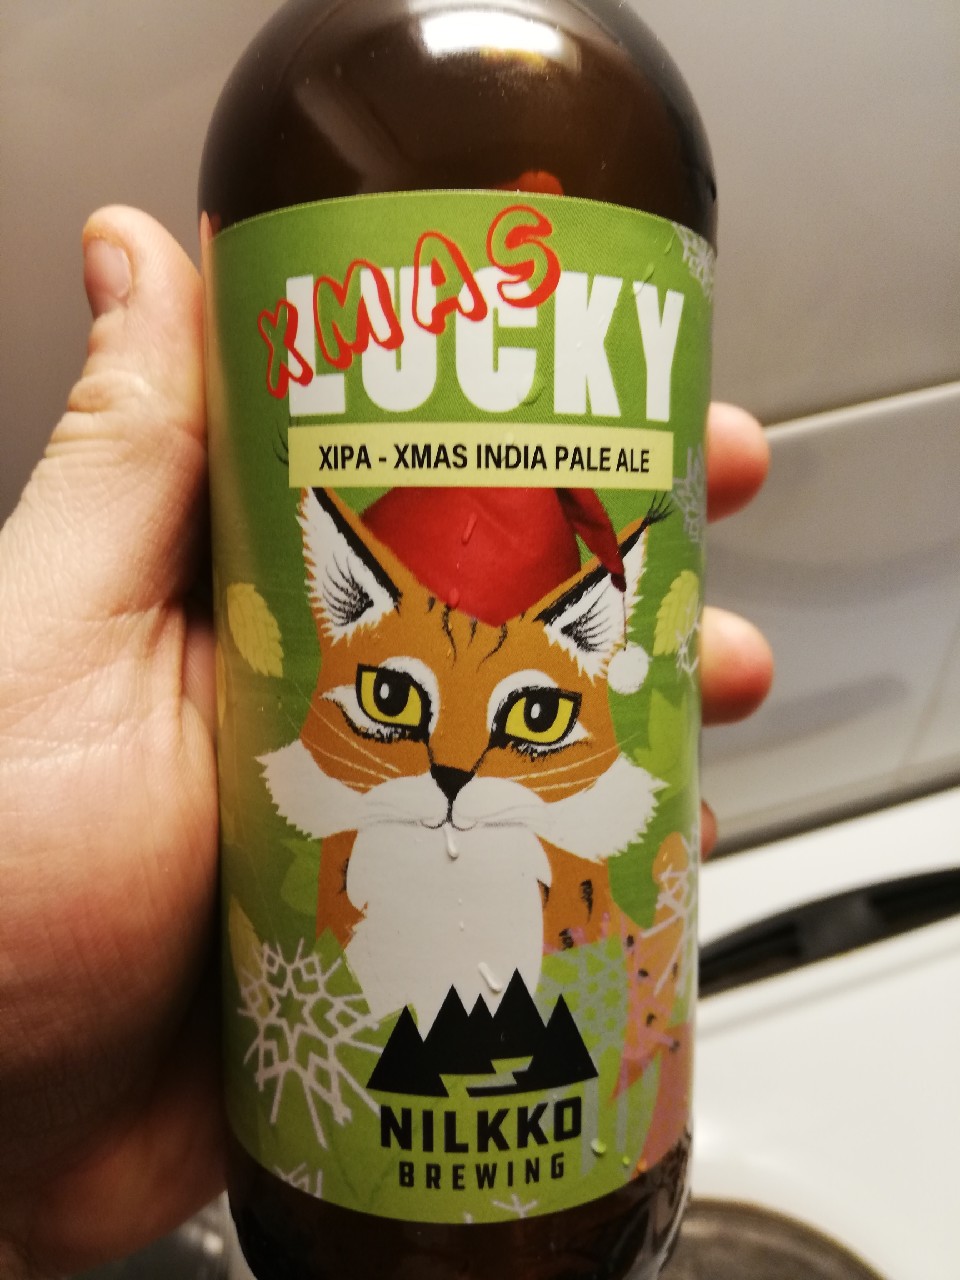 XMAS
LUCKY
XIPA - XMAS INDIA PALE ALE
NILKKO
BREWING